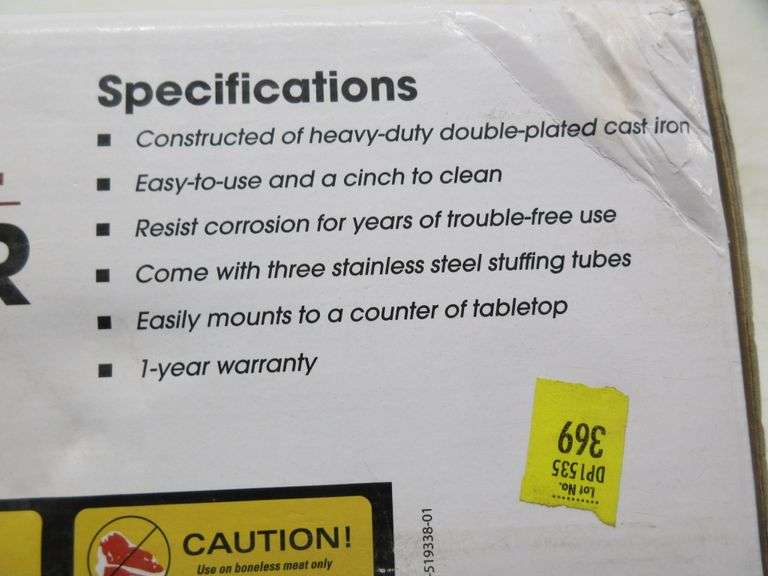 Specifications
■ Constructed of heavy-duty double-plated cast iron
■ Easy-to-use and a cinch to clean
■ Resist corrosion for years of trouble-free use
■ Come with three stainless steel stuffing tubes
■ Easily mounts to a counter of tabletop
■ 1-year warranty
R
Lot No.
DP1535
369
CAUTION!
Use on boneless meat only
-519338-01